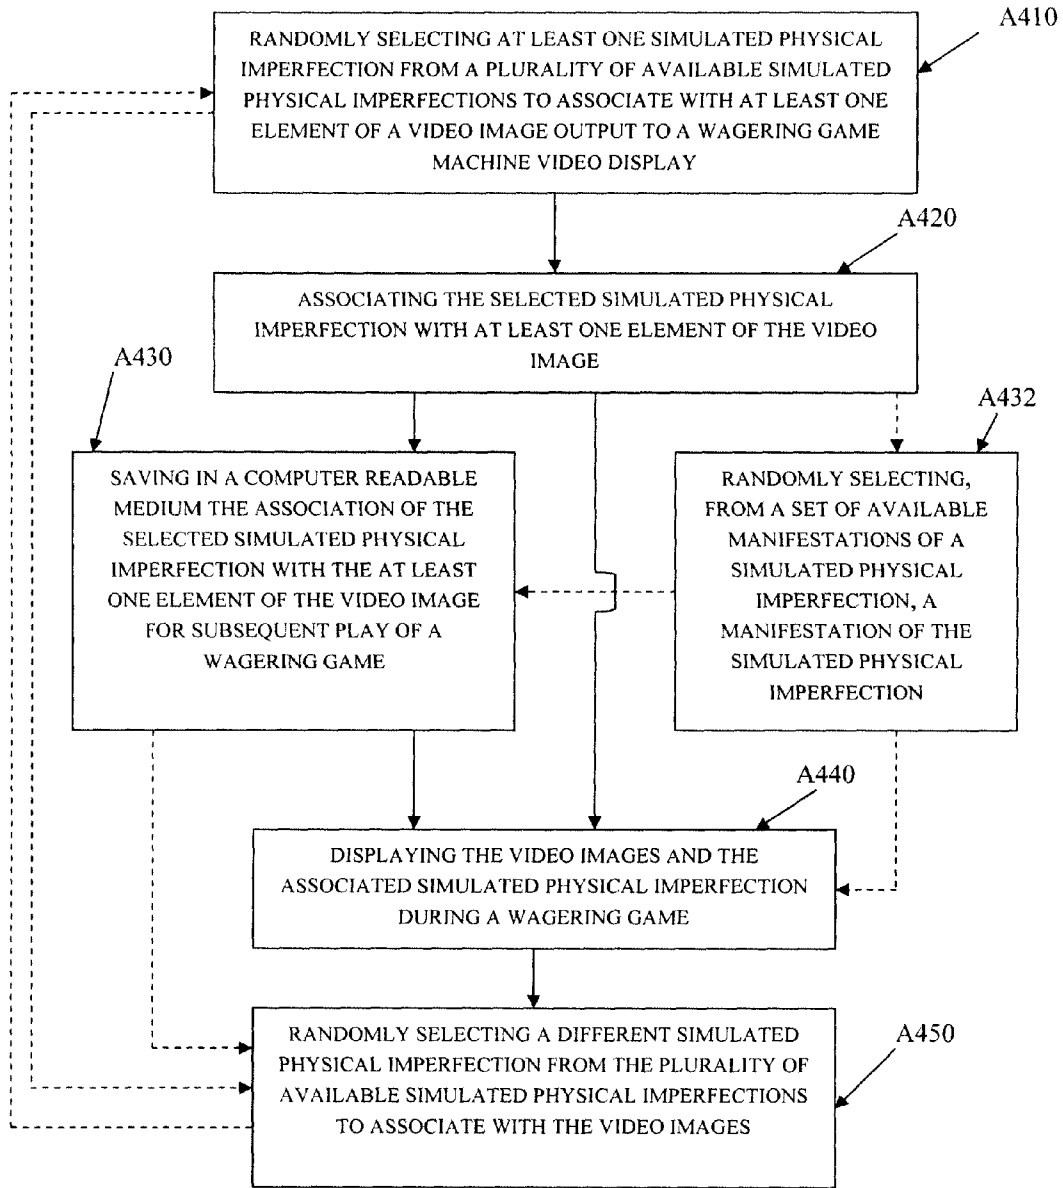 A410
RANDOMLY SELECTING AT LEAST ONE SIMULATED PHYSICAL
IMPERFECTION FROM A PLURALITY OF AVAILABLE SIMULATED
PHYSICAL IMPERFECTIONS TO ASSOCIATE WITH AT LEAST ONE
ELEMENT OF A VIDEO IMAGE OUTPUT TO A WAGERING GAME
MACHINE VIDEO DISPLAY
A420
ASSOCIATING THE SELECTED SIMULATED PHYSICAL
IMPERFECTION WITH AT LEAST ONE ELEMENT OF THE VIDEO
IMAGE
A430
SAVING IN A COMPUTER READABLE
MEDIUM THE ASSOCIATION OF THE
SELECTED SIMULATED PHYSICAL
IMPERFECTION WITH THE AT LEAST
ONE ELEMENT OF THE VIDEO IMAGE
FOR SUBSEQUENT PLAY OF A
WAGERING GAME
A432
RANDOMLY SELECTING,
FROM A SET OF AVAILABLE
MANIFESTATIONS OF A
SIMULATED PHYSICAL
IMPERFECTION, A
MANIFESTATION OF THE
SIMULATED PHYSICAL
IMPERFECTION
A440
DISPLAYING THE VIDEO IMAGES AND THE
ASSOCIATED SIMULATED PHYSICAL IMPERFECTION
DURING A WAGERING GAME
A450
RANDOMLY SELECTING A DIFFERENT SIMULATED
PHYSICAL IMPERFECTION FROM THE PLURALITY OF
AVAILABLE SIMULATED PHYSICAL IMPERFECTIONS
TO ASSOCIATE WITH THE VIDEO IMAGES